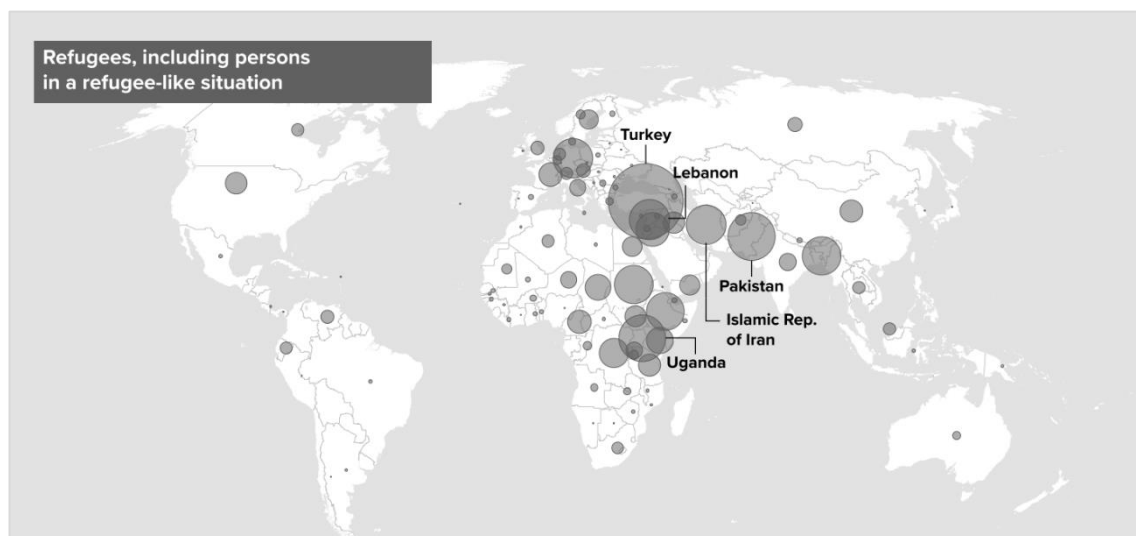 Refugees, including persons
in a refugee-like situation
Turkey
Lebanon
Pakistan
Islamic Rep.
of Iran
Uganda